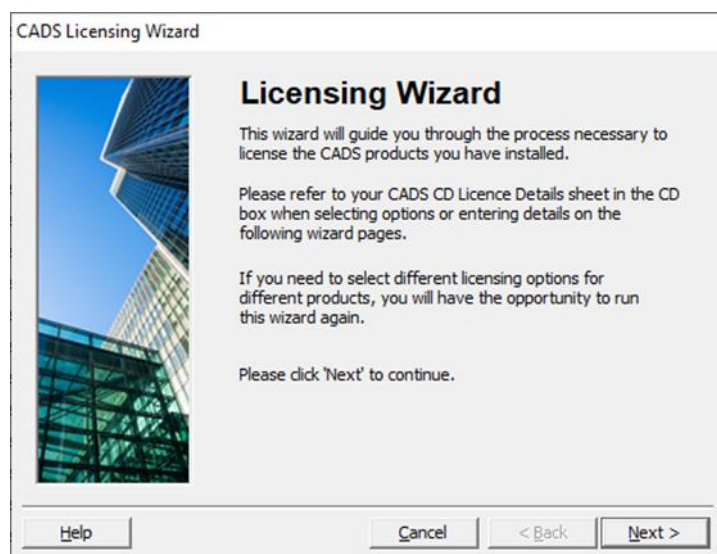 CADS Licensing Wizard
Licensing Wizard
This wizard will guide you through the process necessary to
license the CADS products you have installed.
Please refer to your CADS CD Licence Details sheet in the CD
box when selecting options or entering details on the
following wizard pages.
If you need to select different licensing options for
different products, you will have the opportunity to run
this wizard again.
Please click 'Next' to continue.
Help
Cancel
< Back
Next >